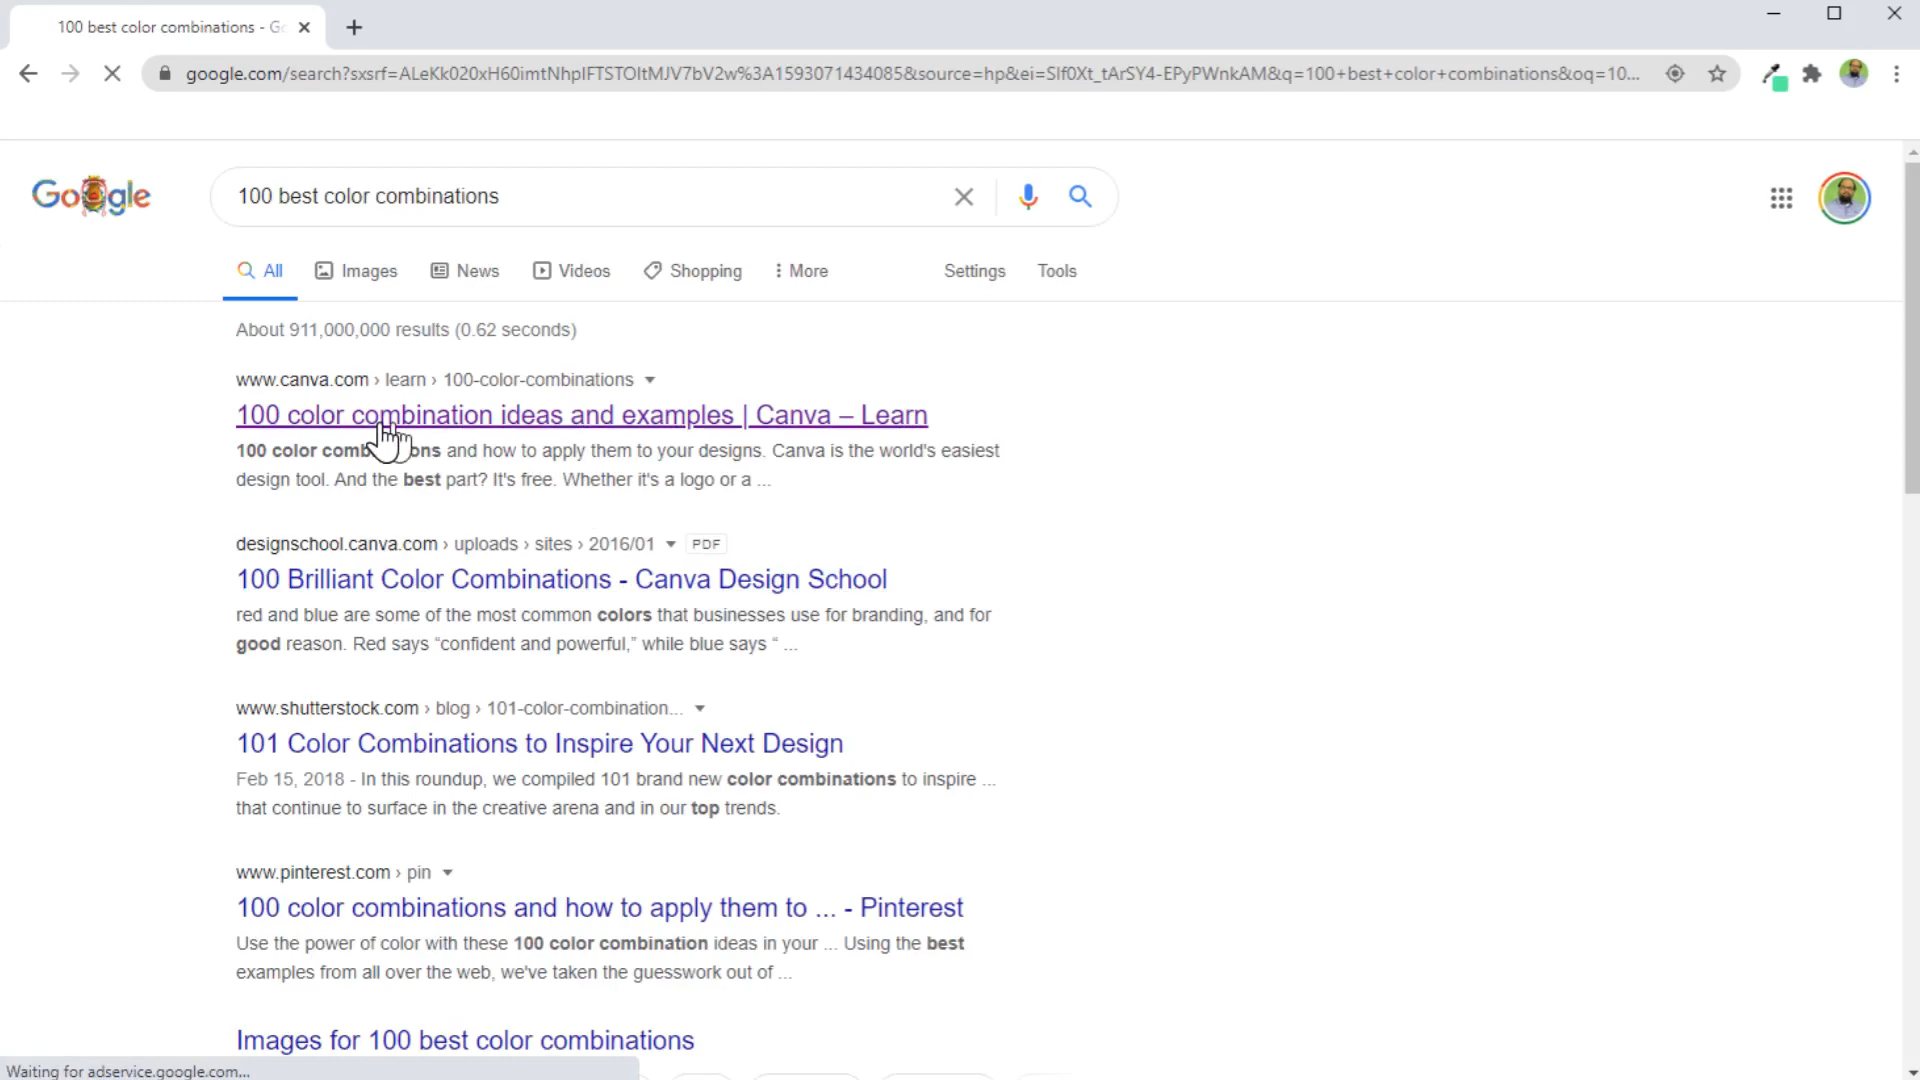 100 best color combinations - Go
google.com/search?sxsrf=ALeKk020xH60imtNhpIFTSTOItMJV7bV2w%3A1593071434085&source=hp&ei=SIf0Xt_tArSY4-EPyPWnkAM&q=100+best+color+combinations&oq=10...
Google
100 best color combinations
All Images News Videos Shopping More Settings Tools
About 911,000,000 results (0.62 seconds)
www.canva.com › learn › 100-color-combinations
100 color combination ideas and examples | Canva – Learn
100 color comb ons and how to apply them to your designs. Canva is the world's easiest
design tool. And the best part? It's free. Whether it's a logo or a ...
designschool.canva.com › uploads › sites › 2016/01 PDF
100 Brilliant Color Combinations - Canva Design School
red and blue are some of the most common colors that businesses use for branding, and for
good reason. Red says “confident and powerful,” while blue says “ ...
www.shutterstock.com › blog › 101-color-combination...
101 Color Combinations to Inspire Your Next Design
Feb 15, 2018 - In this roundup, we compiled 101 brand new color combinations to inspire ...
that continue to surface in the creative arena and in our top trends.
www.pinterest.com › pin
100 color combinations and how to apply them to ... - Pinterest
Use the power of color with these 100 color combination ideas in your ... Using the best
examples from all over the web, we've taken the guesswork out of ...
Images for 100 best color combinations
Waiting for adservice.google.com...